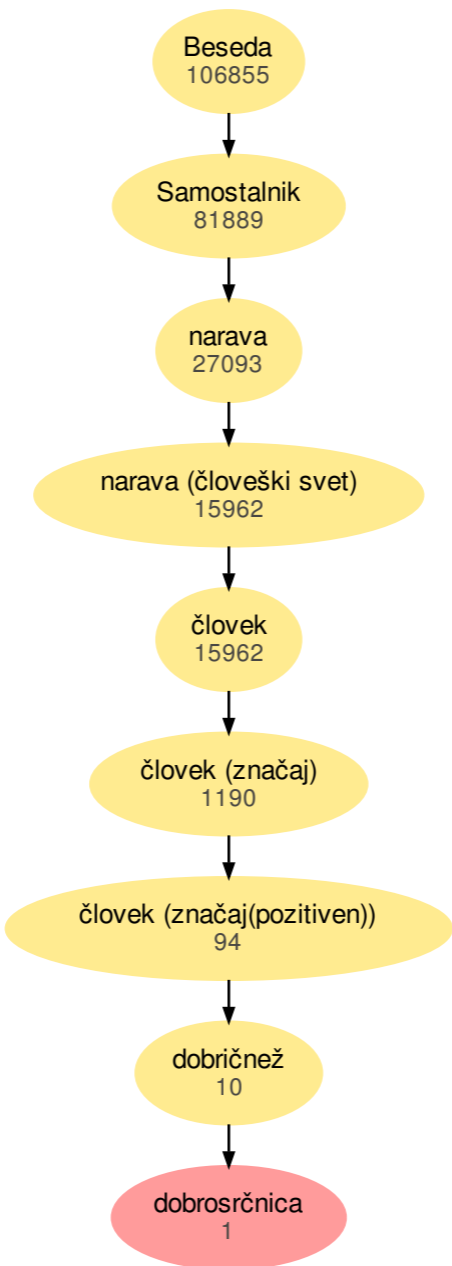 Beseda
106855
Samostalnik
81889
narava
27093
narava (človeški svet)
15962
človek
15962
človek (značaj)
1190
človek (značaj(pozitiven))
94
dobričnež
10
dobrosrčnica
1